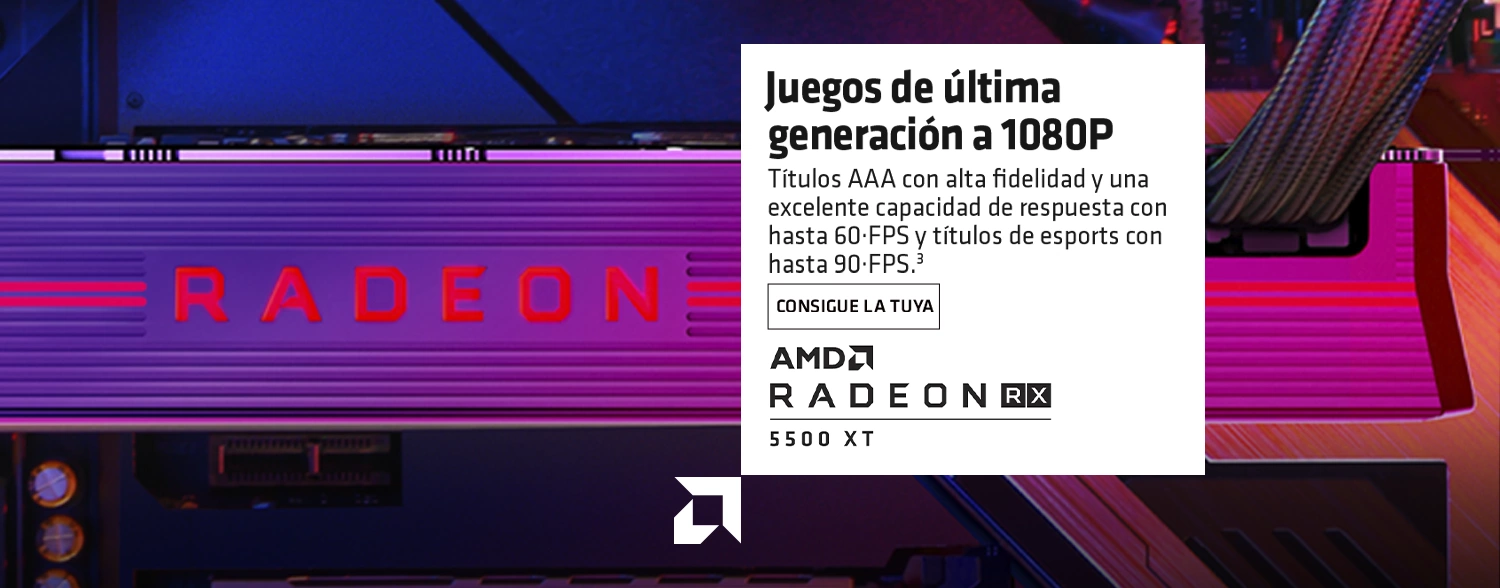 RADEON
Juegos de última
generación a 1080P
Títulos AAA con alta fidelidad y una
excelente capacidad de respuesta con
hasta 60·FPS y títulos de esports con
hasta 90·FPS.³
CONSIGUE LA TUYA
AMD
RADEON RX
5500 XT